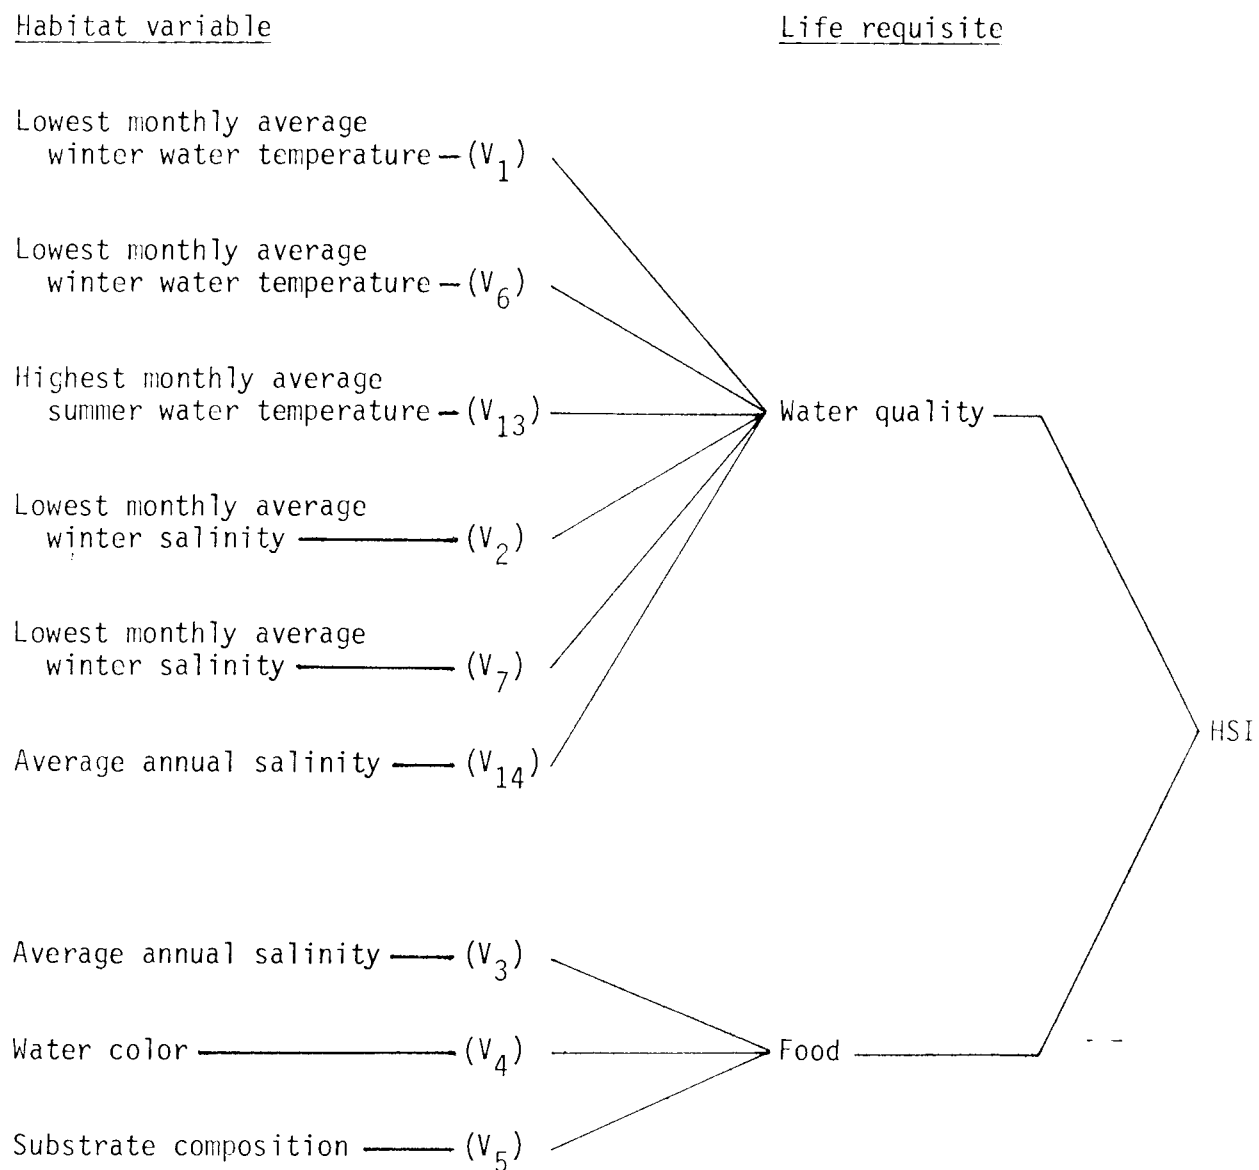 Habitat variable Life requisite
Lowest monthly average
winter water temperature (V1)
Lowest monthly average
winter water temperature (V6)
Highest monthly average
summer water temperature (V13) Water quality
Lowest monthly average
winter salinity (V2)
Lowest monthly average
winter salinity (V7)
HSI
Average annual salinity (V14)
Average annual salinity (V3)
Water color (V4) Food
Substrate composition (V5)